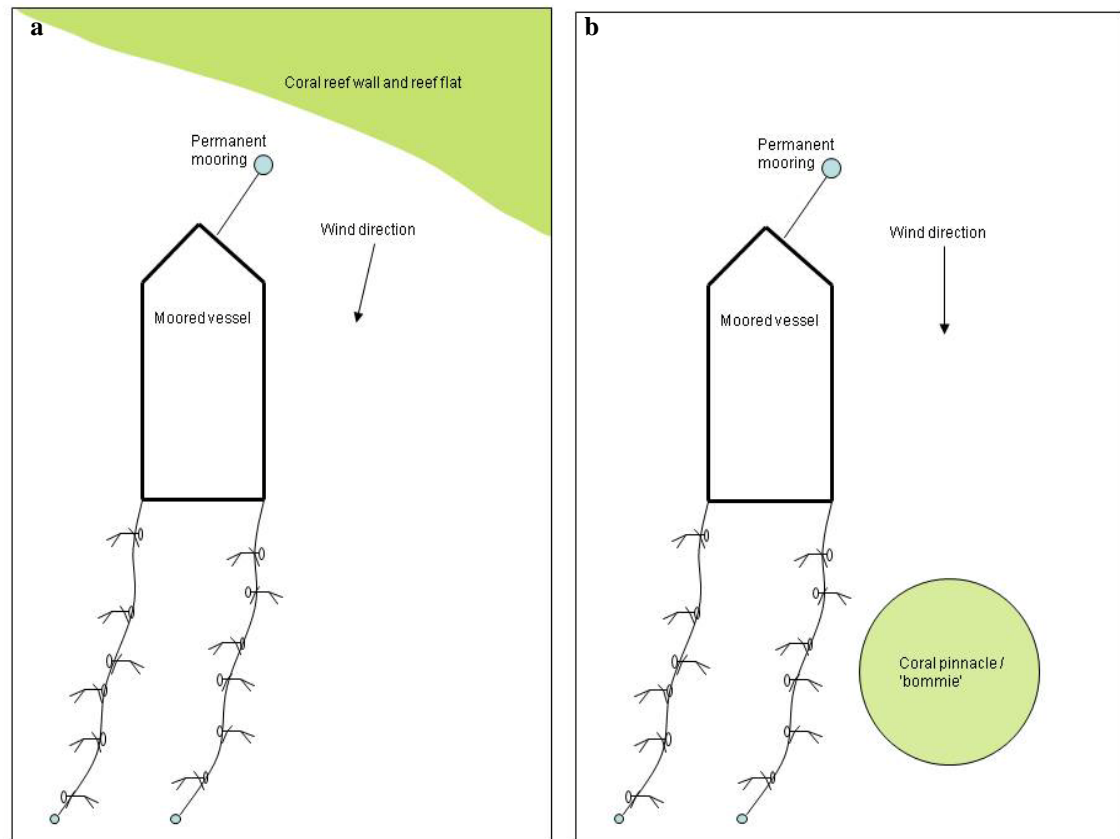 a
Coral reef wall and reef flat
Permanent
mooring
Wind direction
Moored vessel
b
Permanent
mooring
Wind direction
Moored vessel
Coral pinnacle /
'bommie'